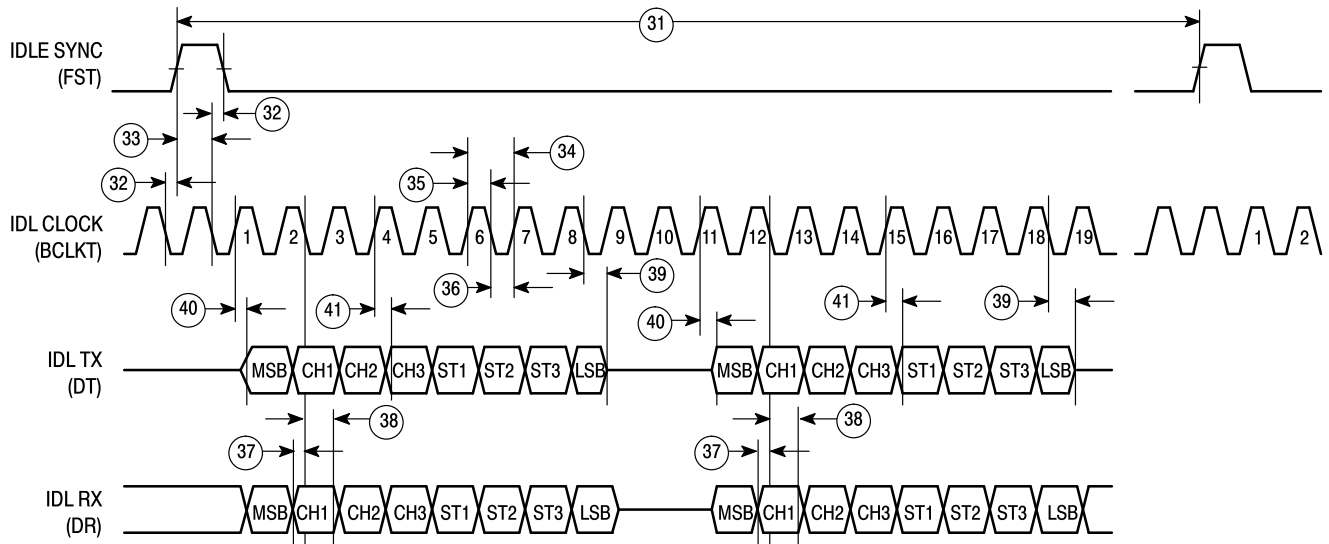 31
IDLE SYNC
(FST)
32
33
34
32
35
IDL CLOCK
(BCLKT)
1 2 3 4 5 6 7 8 9 10 11 12 13 14 15 16 17 18 19 1 2
36
39
40
41
40
41
39
IDL TX
(DT)
MSB CH1 CH2 CH3 ST1 ST2 ST3 LSB MSB CH1 CH2 CH3 ST1 ST2 ST3 LSB
38
38
37
37
IDL RX
(DR)
MSB CH1 CH2 CH3 ST1 ST2 ST3 LSB MSB CH1 CH2 CH3 ST1 ST2 ST3 LSB